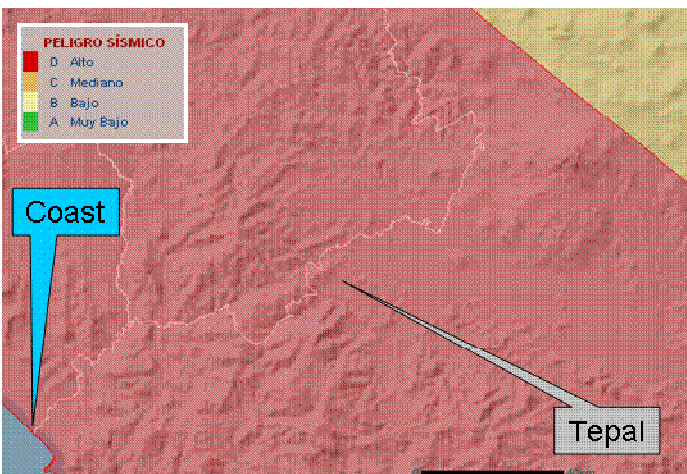 PELIGRO SÍSMICO
D Alto
C Mediano
B Bajo
A Muy Bajo
Coast
Tepal